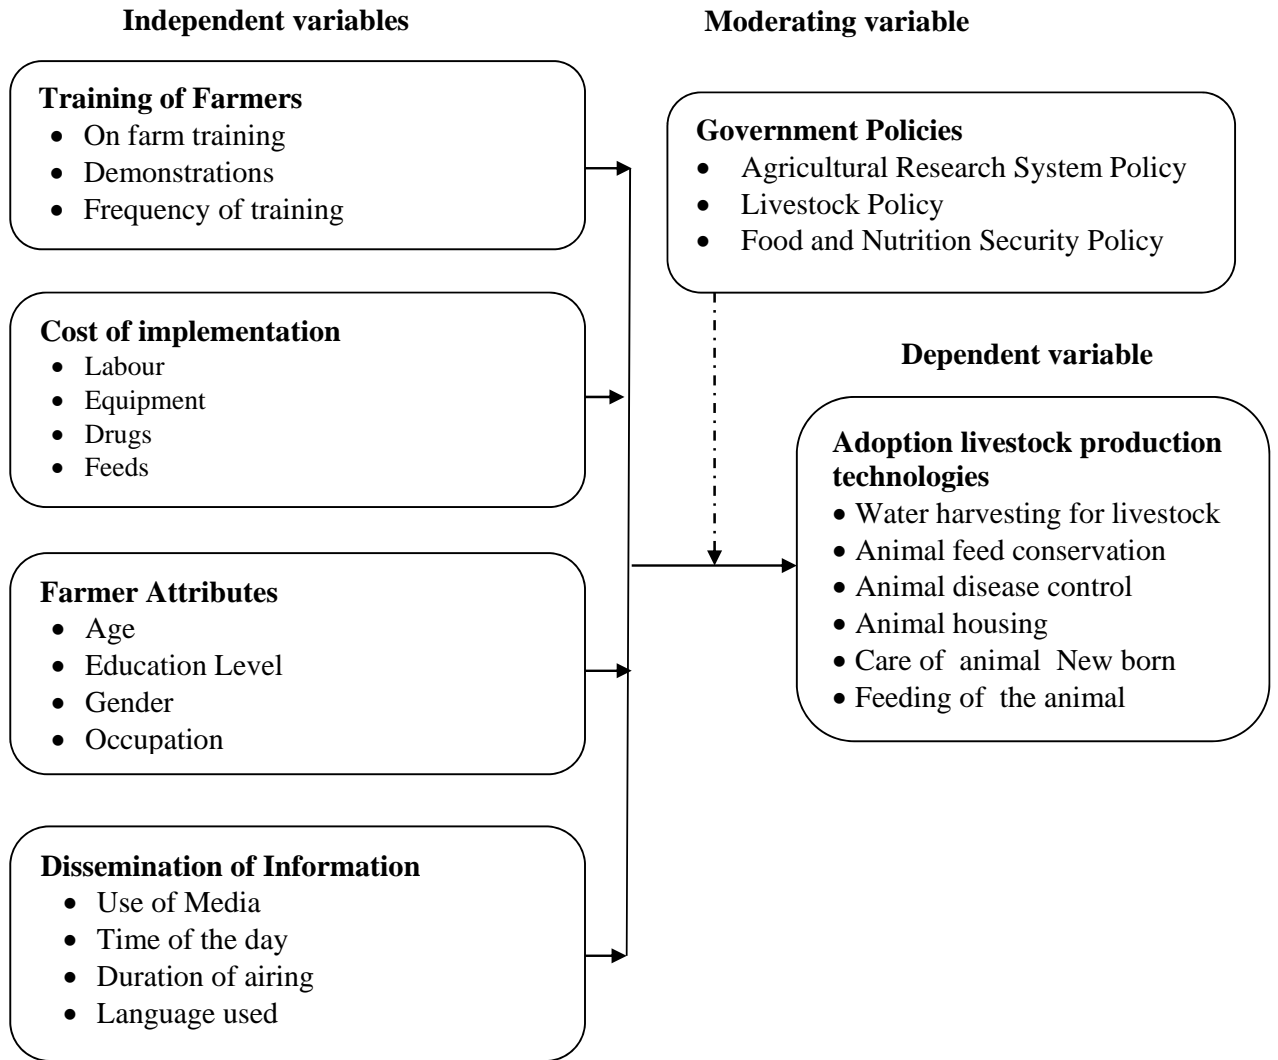 Independent variables
Moderating variable
Training of Farmers
• On farm training
• Demonstrations
• Frequency of training
Government Policies
• Agricultural Research System Policy
• Livestock Policy
• Food and Nutrition Security Policy
Cost of implementation
• Labour
• Equipment
• Drugs
• Feeds
Dependent variable
Adoption livestock production
technologies
• Water harvesting for livestock
• Animal feed conservation
• Animal disease control
• Animal housing
• Care of animal New born
• Feeding of the animal
Farmer Attributes
• Age
• Education Level
• Gender
• Occupation
Dissemination of Information
• Use of Media
• Time of the day
• Duration of airing
• Language used